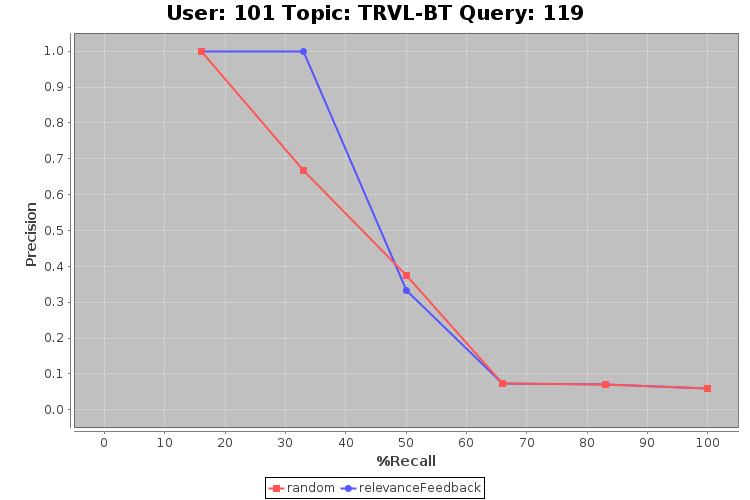 User: 101 Topic: TRVL-BT Query: 119
Precision
1.0
0.9
0.8
0.7
0.6
0.5
0.4
0.3
0.2
0.1
0.0
0 10 20 30 40 50 60 70 80 90 100
%Recall
random relevanceFeedback